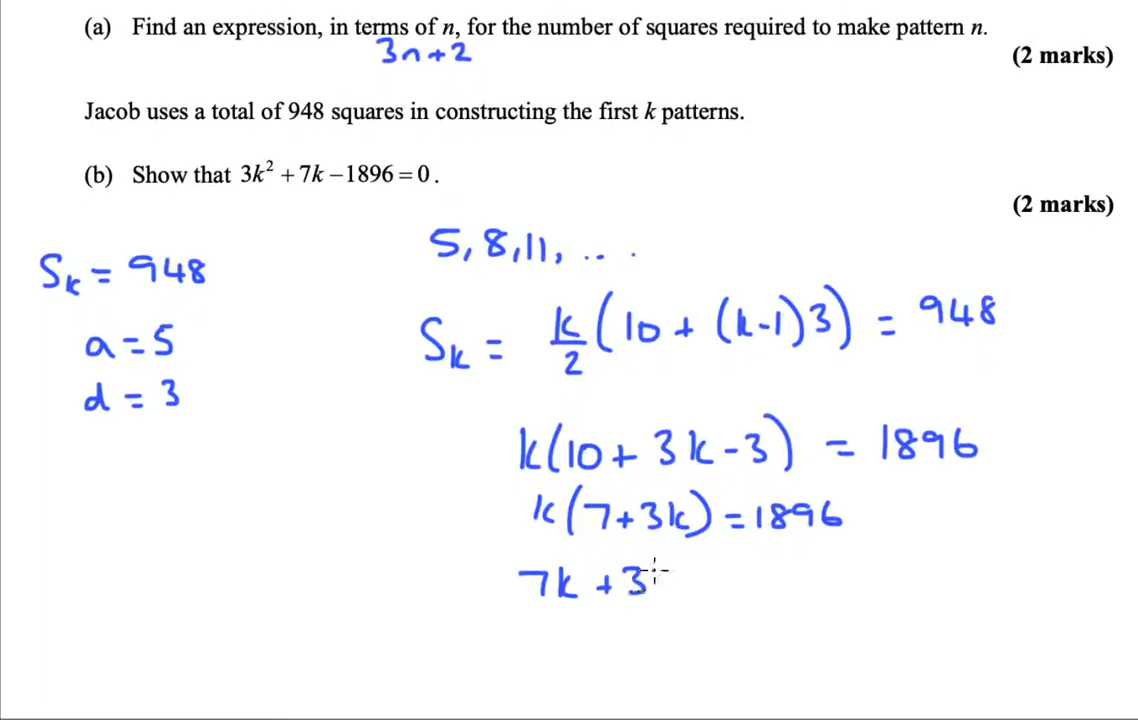 (a) Find an expression, in terms of n, for the number of squares required to make pattern n.
3n+2
(2 marks)
Jacob uses a total of 948 squares in constructing the first k patterns.
(b) Show that 3k² + 7k – 1896 = 0.
(2 marks)
5, 8, 11, ...
Sₖ = 948
a = 5
d = 3
Sₖ = k/2 (10 + (k-1)3) = 948
k(10 + 3k - 3) = 1896
k(7+3k) = 1896
7k + 3